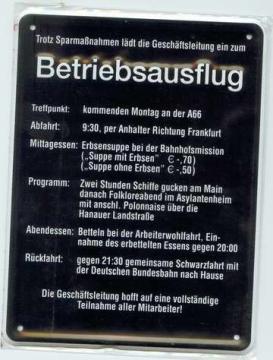 Trotz Sparmaßnahmen lädt die Geschäftsleitung ein zum
Betriebsausflug
Treffpunkt: kommenden Montag an der A66
Abfahrt: 9:30, per Anhalter Richtung Frankfurt
Mittagessen: Erbsensuppe bei der Bahnhofsmission
(„Suppe mit Erbsen" € -,70)
(„Suppe ohne Erbsen" € -,50)
Programm: Zwei Stunden Schiffe gucken am Main
danach Folkloreabend im Asylantenheim
mit anschl. Polonnaise über die
Hanauer Landstraße
Abendessen: Betteln bei der Arbeiterwohlfahrt, Ein-
nahme des erbettelten Essens gegen 20:00
Rückfahrt: gegen 21:30 gemeinsame Schwarzfahrt mit
der Deutschen Bundesbahn nach Hause
Die Geschäftsleitung hofft auf eine vollständige
Teilnahme aller Mitarbeiter!